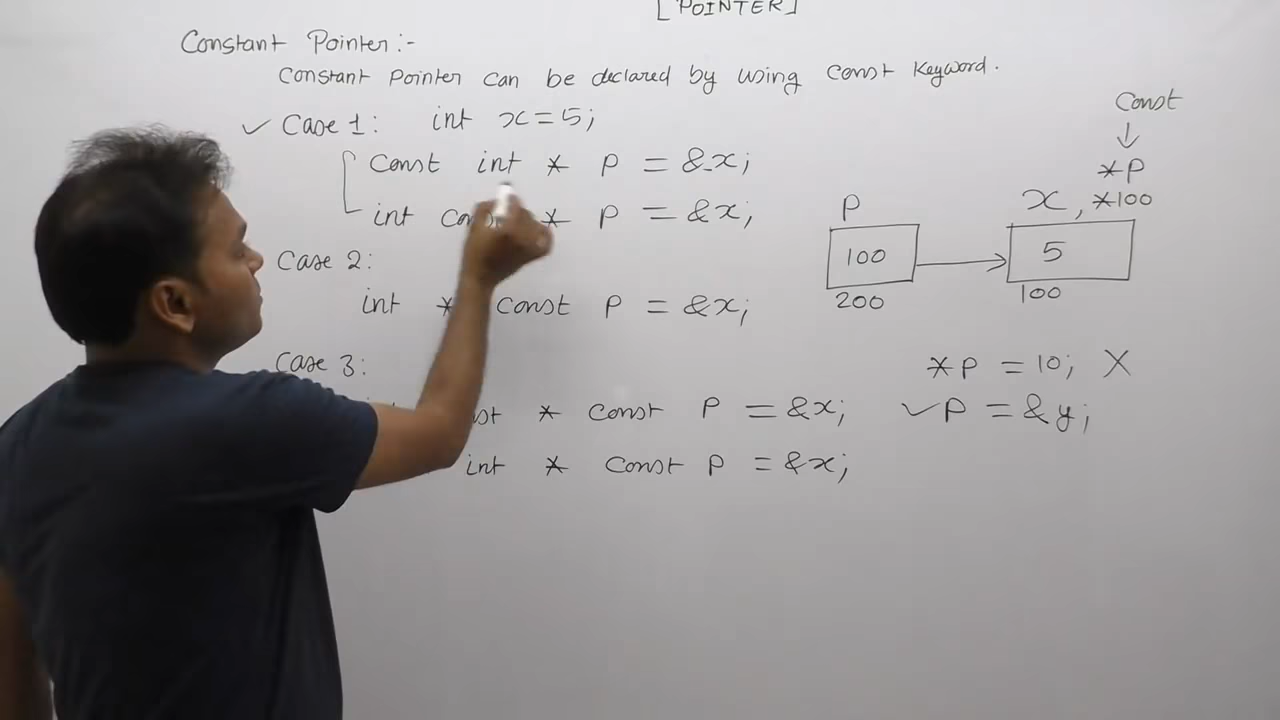 [POINTER]
Constant Pointer:-
Constant Pointer can be declared by using Const Keyword.
✓ Case 1: int x = 5;
Const int * P = &x;
int * P = &x;
Case 2:
int * Const P = &x;
Case 3:
* Const P = &x;
int * Const P = &x;
Const
↓
*P
P
x, *100
100
5
200
100
*P = 10; X
✓ P = &y;